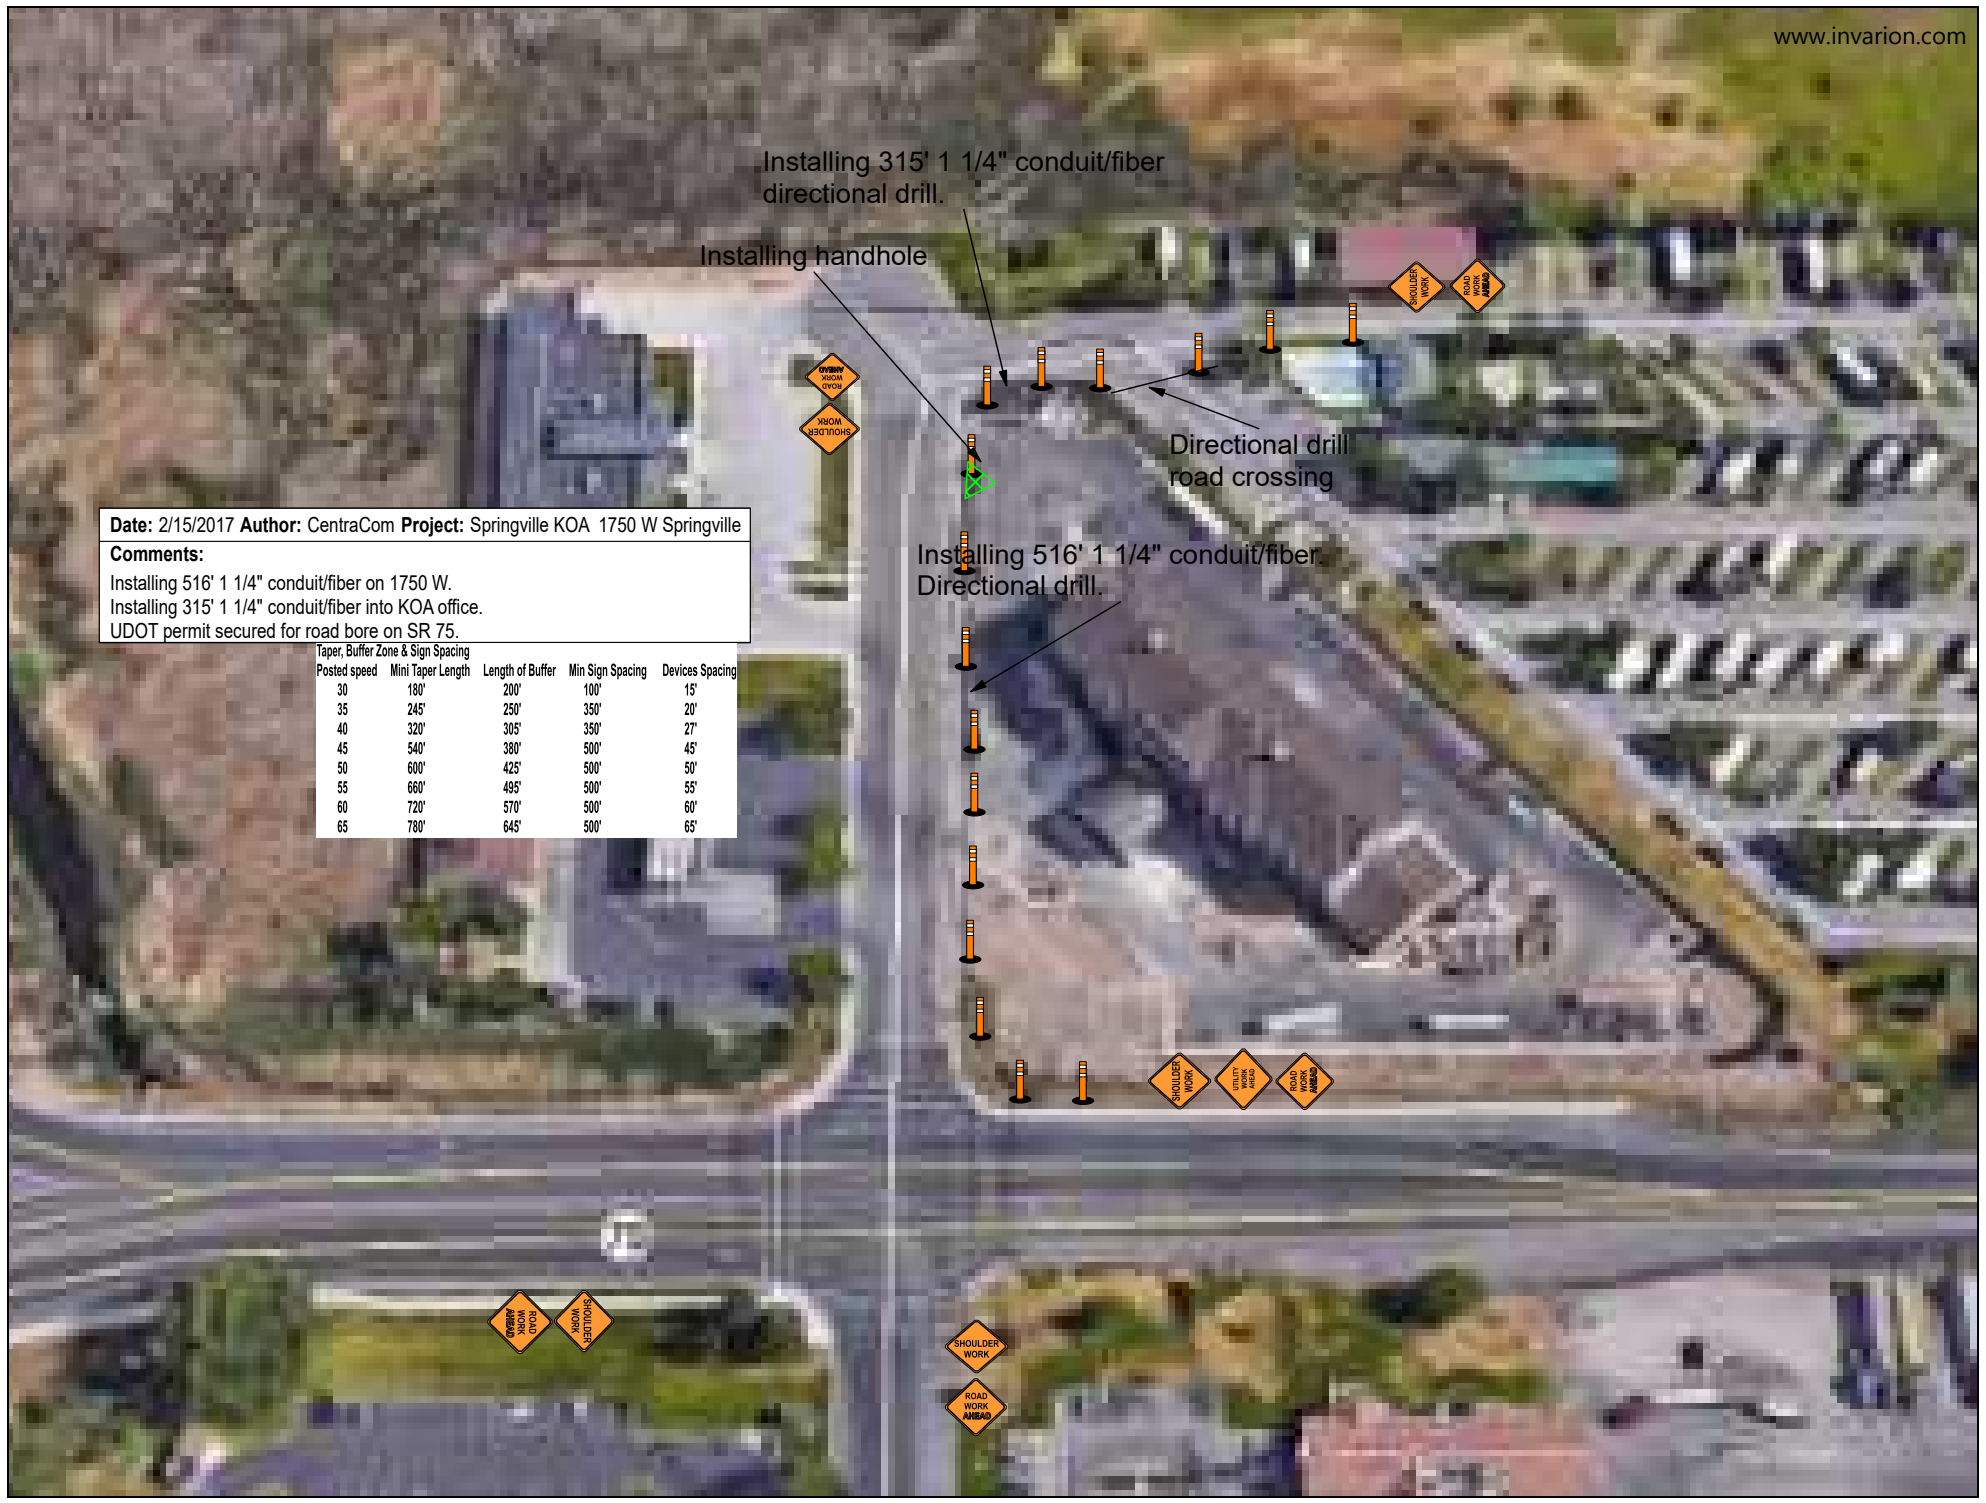 www.invarion.com
Installing 315' 1 1/4" conduit/fiber
directional drill.
Installing handhole
SHOULDER
WORK
ROAD
WORK
AHEAD
ROAD
WORK
AHEAD
SHOULDER
WORK
Directional drill
road crossing
Date: 2/15/2017 Author: CentraCom Project: Springville KOA 1750 W Springville
Comments:
Installing 516' 1 1/4" conduit/fiber on 1750 W.
Installing 315' 1 1/4" conduit/fiber into KOA office.
UDOT permit secured for road bore on SR 75.
Installing 516' 1 1/4" conduit/fiber.
Directional drill.
Taper, Buffer Zone & Sign Spacing
Posted speed Mini Taper Length Length of Buffer Min Sign Spacing Devices Spacing
30 180' 200' 100' 15'
35 245' 250' 350' 20'
40 320' 305' 350' 27'
45 540' 380' 500' 45'
50 600' 425' 500' 50'
55 660' 495' 500' 55'
60 720' 570' 500' 60'
65 780' 645' 500' 65'
SHOULDER
WORK
UTILITY
WORK
AHEAD
ROAD
WORK
AHEAD
ROAD
WORK
AHEAD
SHOULDER
WORK
SHOULDER
WORK
ROAD
WORK
AHEAD